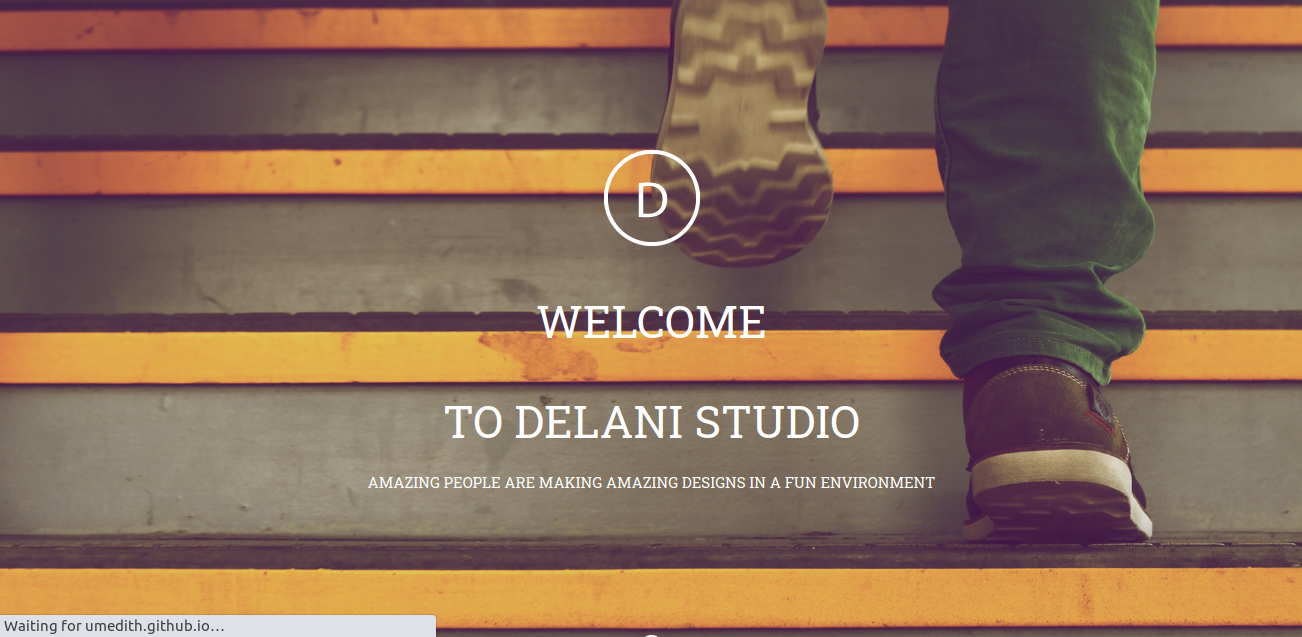 D
WELCOME
TO DELANI STUDIO
AMAZING PEOPLE ARE MAKING AMAZING DESIGNS IN A FUN ENVIRONMENT
Waiting for umedith.github.io…